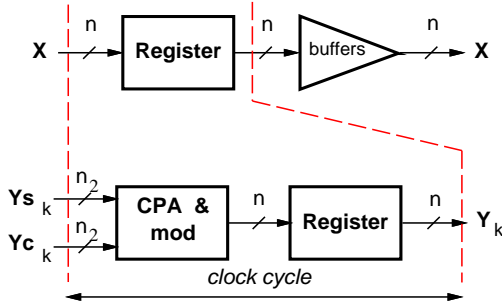 n n n
X Register buffers X
n₂ n n
Ys k CPA & Register Y k
Yc k n₂ mod
clock cycle